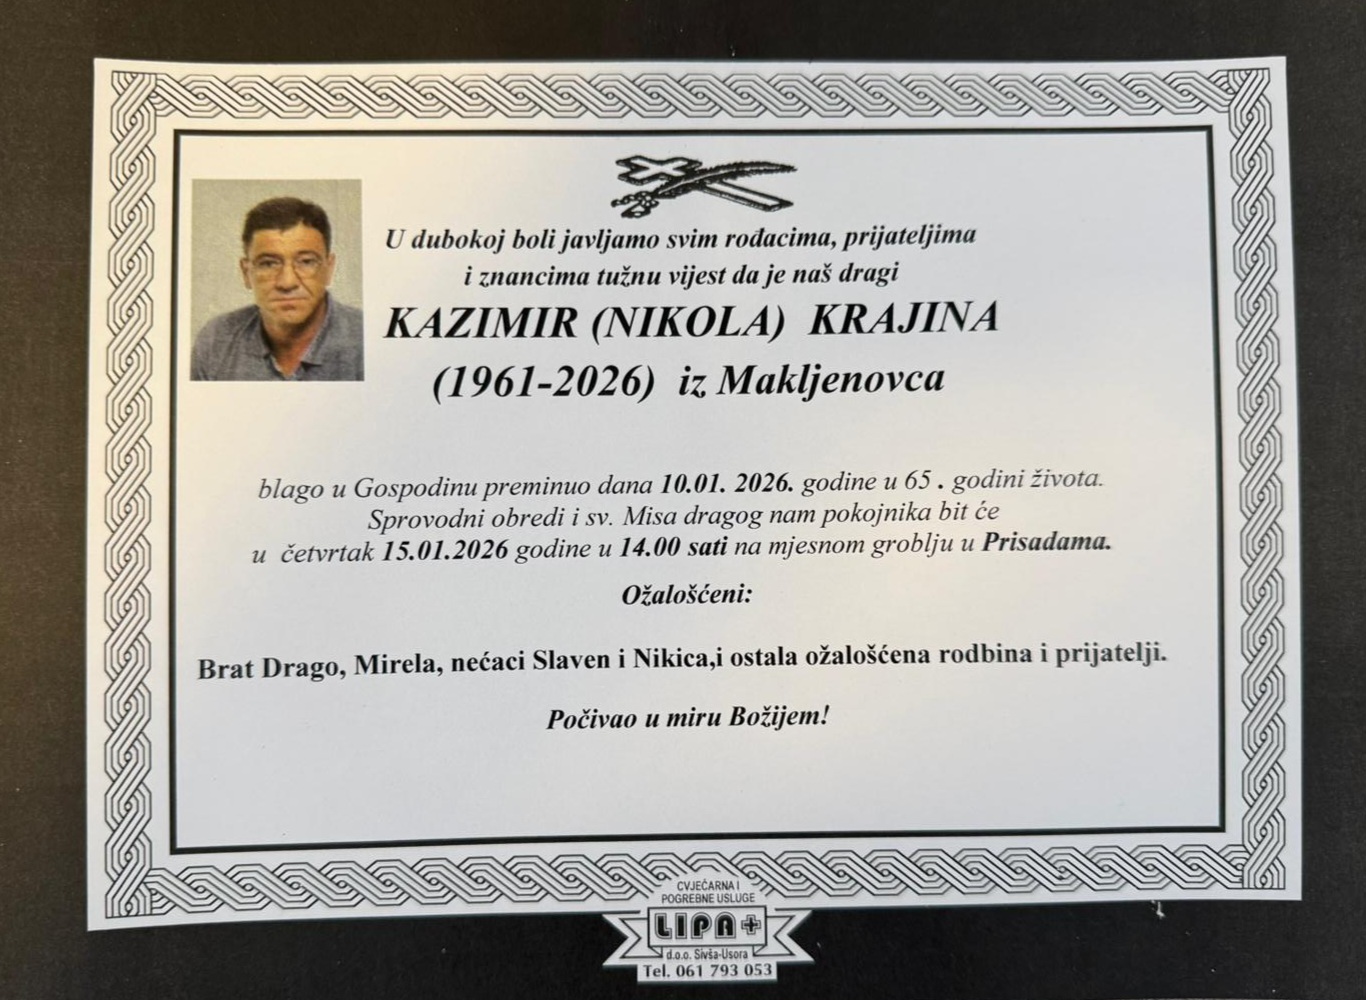 U dubokoj boli javljamo svim rođacima, prijateljima
i znancima tužnu vijest da je naš dragi
KAZIMIR (NIKOLA) KRAJINA
(1961-2026) iz Makljenovca
blago u Gospodinu preminuo dana 10.01. 2026. godine u 65 . godini života.
Sprovodni obredi i sv. Misa dragog nam pokojnika bit će
u četvrtak 15.01.2026 godine u 14.00 sati na mjesnom groblju u Prisadama.
Ožalošćeni:
Brat Drago, Mirela, nećaci Slaven i Nikica,i ostala ožalošćena rodbina i prijatelji.
Počivao u miru Božijem!
CVJEĆARNA I
POGREBNE USLUGE
LIPA+
d.o.o. Sivša-Usora
Tel. 061 793 053